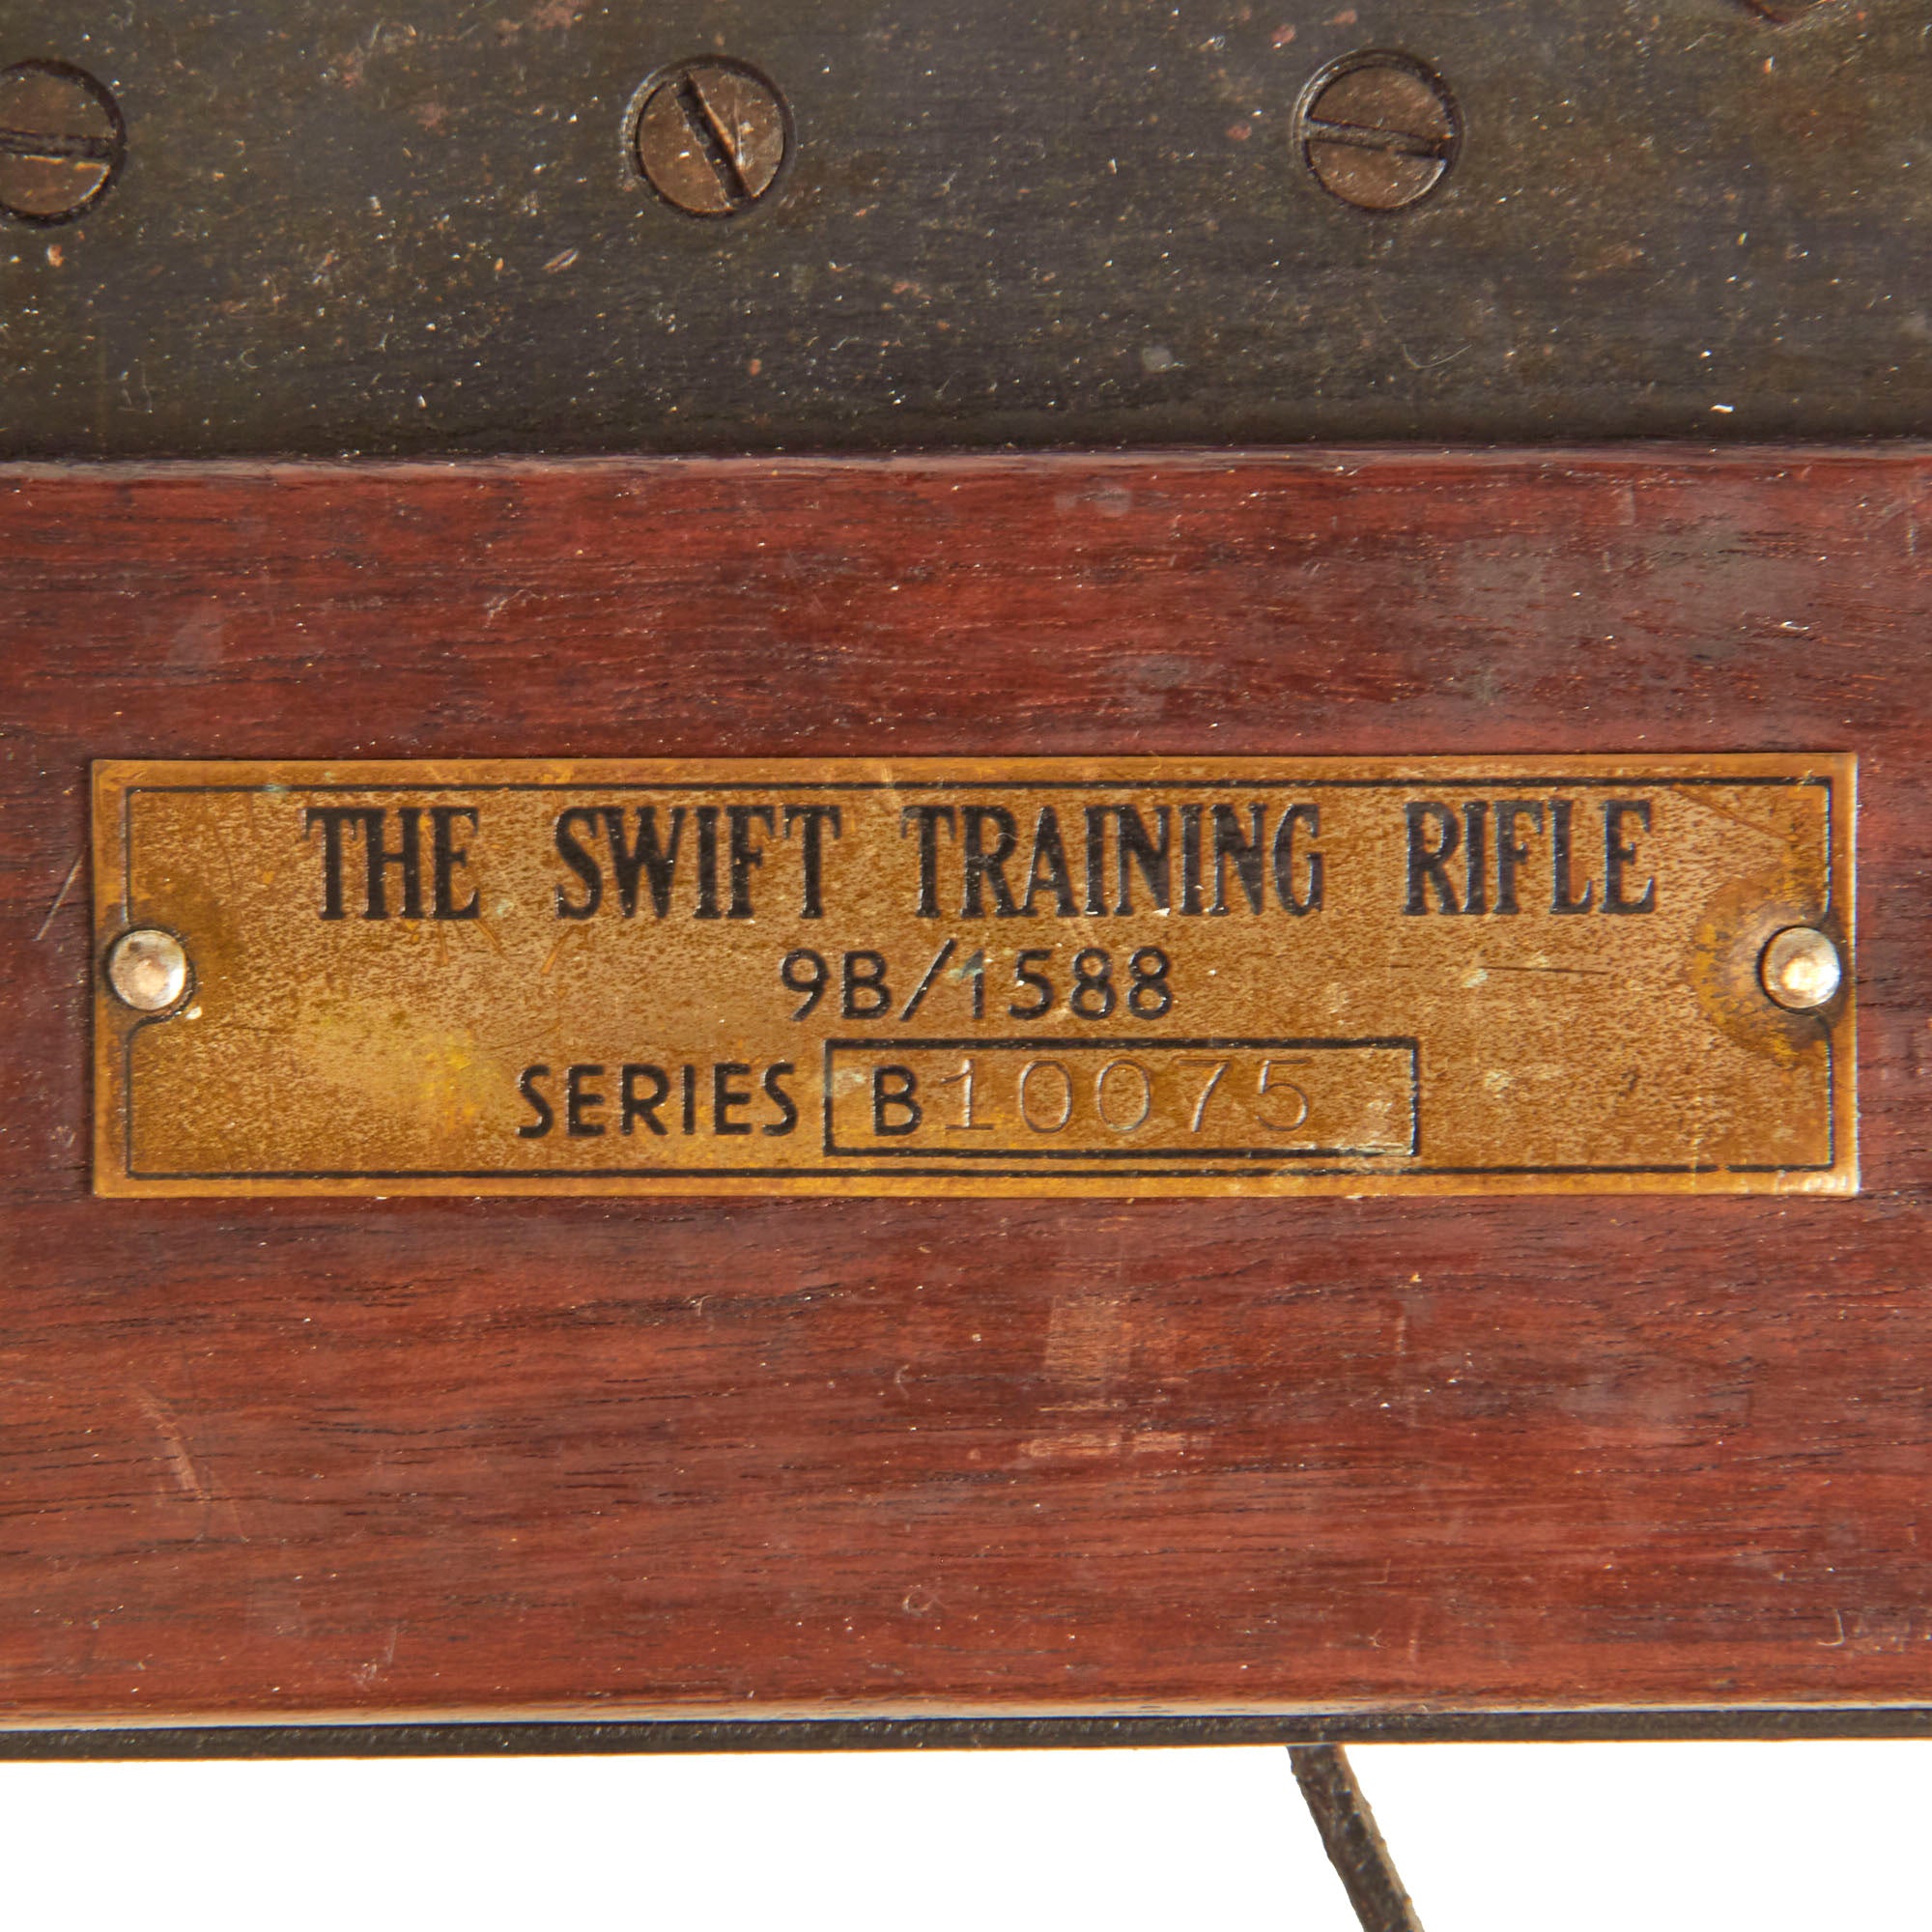 THE SWIFT TRAINING RIFLE
9B/1588
SERIES B10075